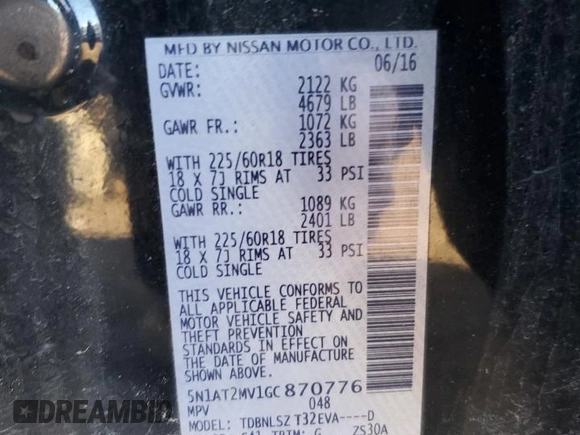 MFD BY NISSAN MOTOR CO., LTD.
DATE: 06/16
GVWR: 2122 KG
4679 LB
GAWR FR.: 1072 KG
2363 LB
WITH 225/60R18 TIRES
18 X 7J RIMS AT 33 PSI
COLD SINGLE
GAWR RR.: 1089 KG
2401 LB
WITH 225/60R18 TIRES
18 X 7J RIMS AT 33 PSI
COLD SINGLE
THIS VEHICLE CONFORMS TO
ALL APPLICABLE FEDERAL
MOTOR VEHICLE SAFETY AND
THEFT PREVENTION
STANDARDS IN EFFECT ON
THE DATE OF MANUFACTURE
SHOWN ABOVE.
5N1AT2MV1GC870776
MPV 048
MODEL: TDBNLSZ T32EVA----D
TRIM: G ZS30A
© autobidcar